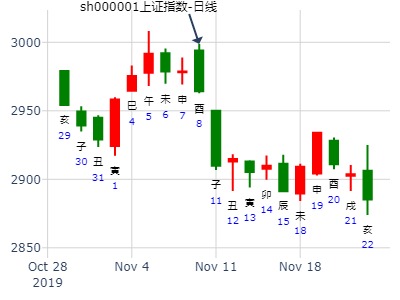 sh000001上证指数-日线
3000
2950
2900
2850
亥
29
子
30
丑
31
寅
1
巳
4
午
5
未
6
申
7
酉
8
子
11
丑
12
寅
13
卯
14
辰
15
未
18
申
19
酉
20
戌
21
亥
22
Oct 28
2019
Nov 4
Nov 11
Nov 18